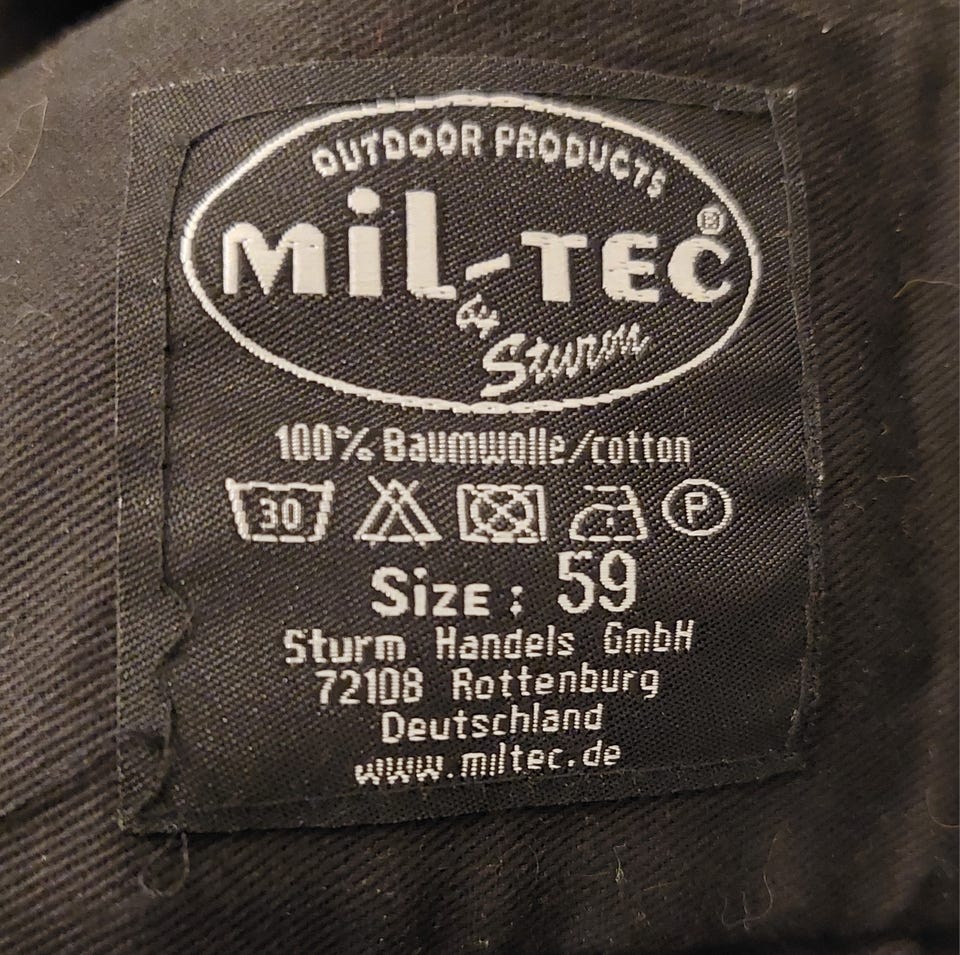 OUTDOOR PRODUCTS
MiL-TEC®
by
Sturm
100% Baumwolle/cotton
30 P
SiZE: 59
Sturm Handels GmbH
72108 Rottenburg
Deutschland
www.miltec.de